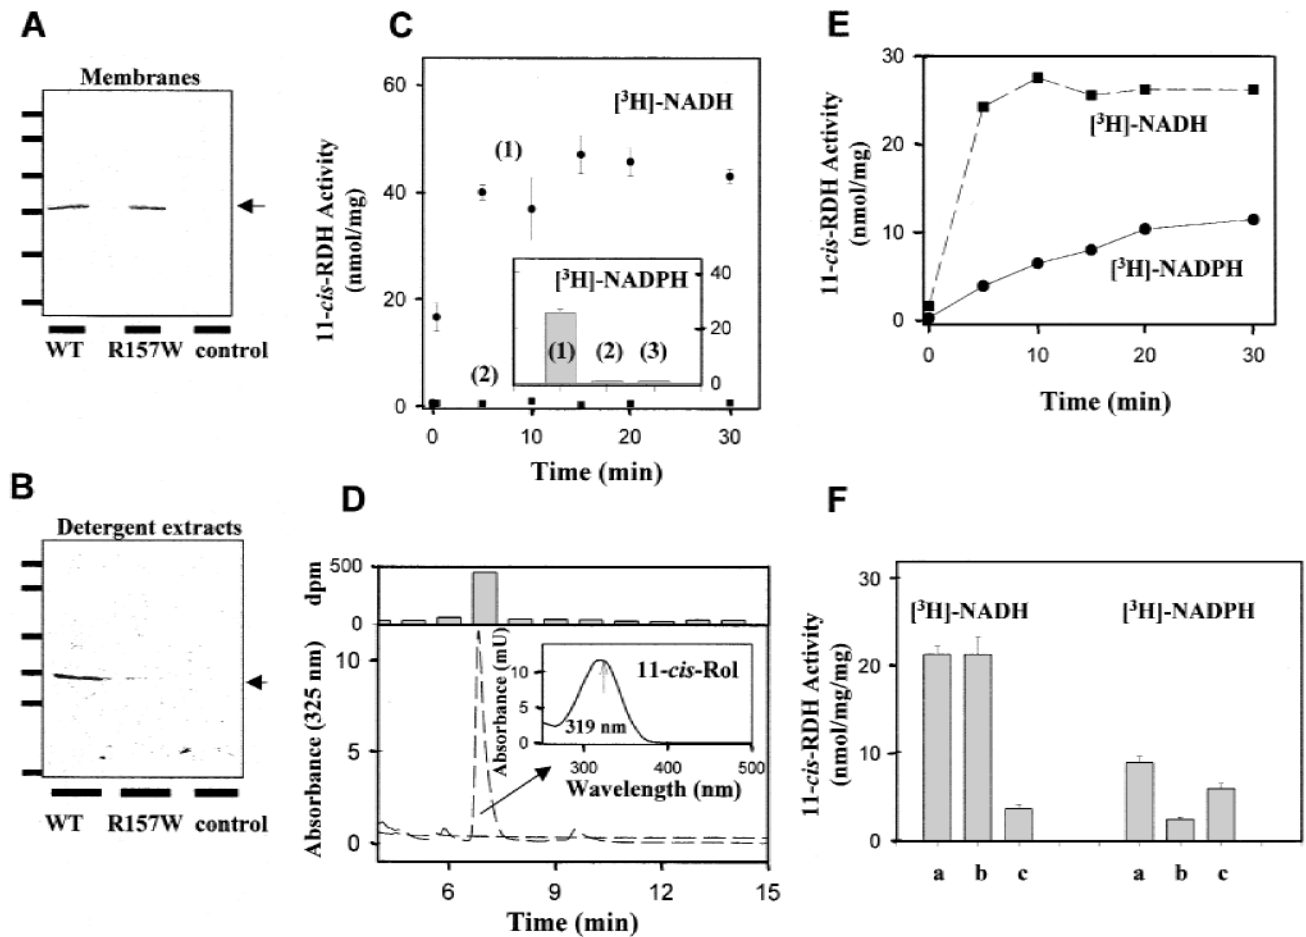 A
Membranes
WT R157W control
B
Detergent extracts
WT R157W control
C
[³H]-NADH
(1)
(2)
60
40
20
0
11-cis-RDH Activity
(nmol/mg)
[³H]-NADPH
(1) (2) (3)
40
20
0
0 10 20 30
Time (min)
D
500
0
dpm
10
5
0
Absorbance (325 nm)
Absorbance (mU)
10
5
0
11-cis-Rol
319 nm
300 400 500
Wavelength (nm)
6 9 12 15
Time (min)
E
30
20
10
0
11-cis-RDH Activity
(nmol/mg)
[³H]-NADH
[³H]-NADPH
0 10 20 30
Time (min)
F
30
20
10
0
11-cis-RDH Activity
(nmol/mg/mg)
[³H]-NADH [³H]-NADPH
a b c a b c